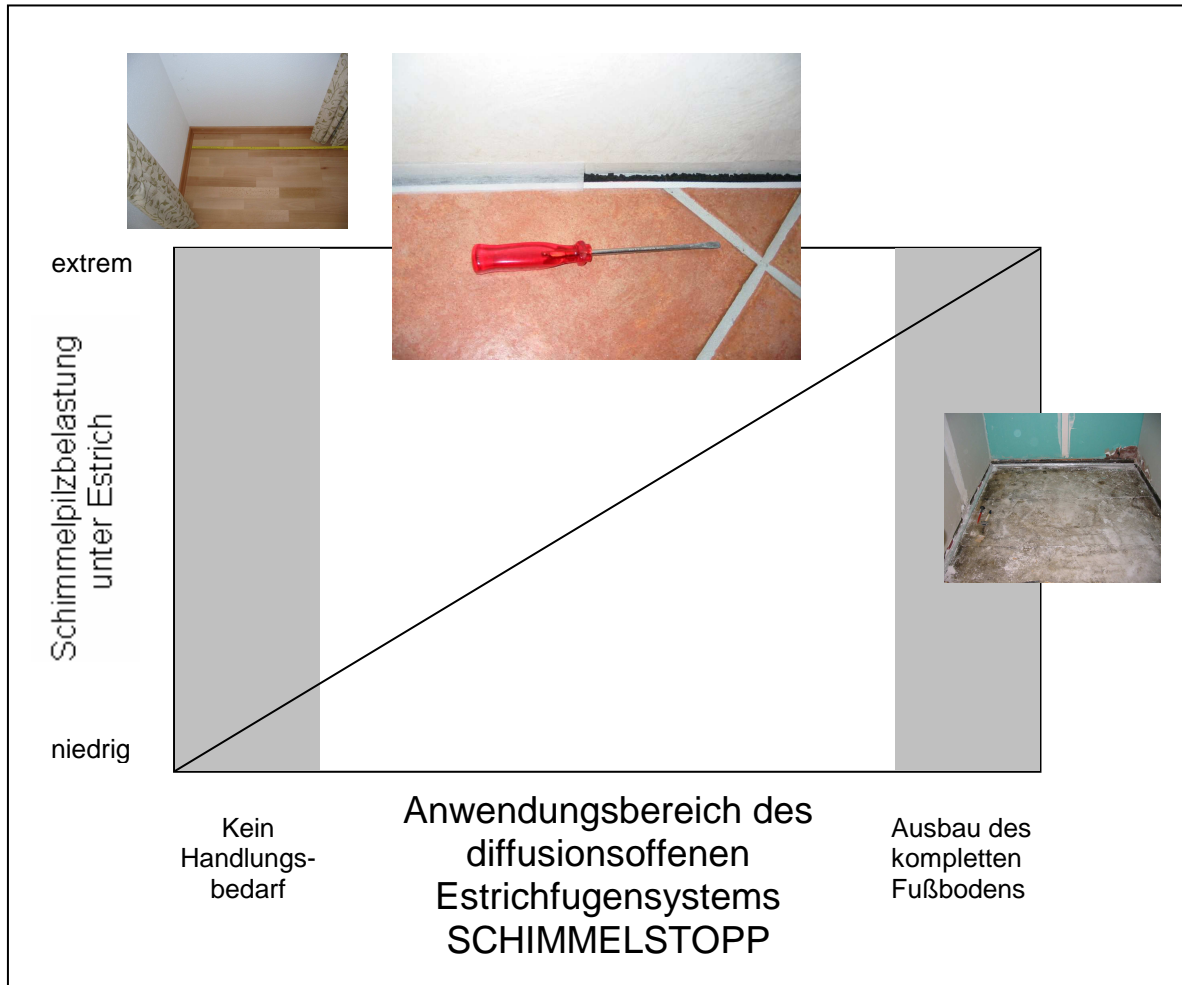 extrem
Schimmelpilzbelastung
unter Estrich
niedrig
Kein
Handlungs-
bedarf
Anwendungsbereich des
diffusionsoffenen
Estrichfugensystems
SCHIMMELSTOPP
Ausbau des
kompletten
Fußbodens